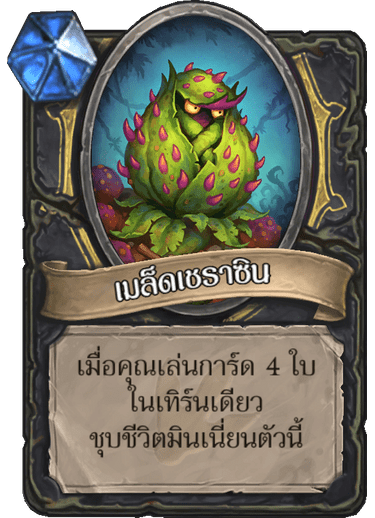 เมล็ดเชราซิน
เมื่อคุณเล่นการ์ด 4 ใบ
ในเทิร์นเดียว
ชุบชีวิตมินเนี่ยนตัวนี้